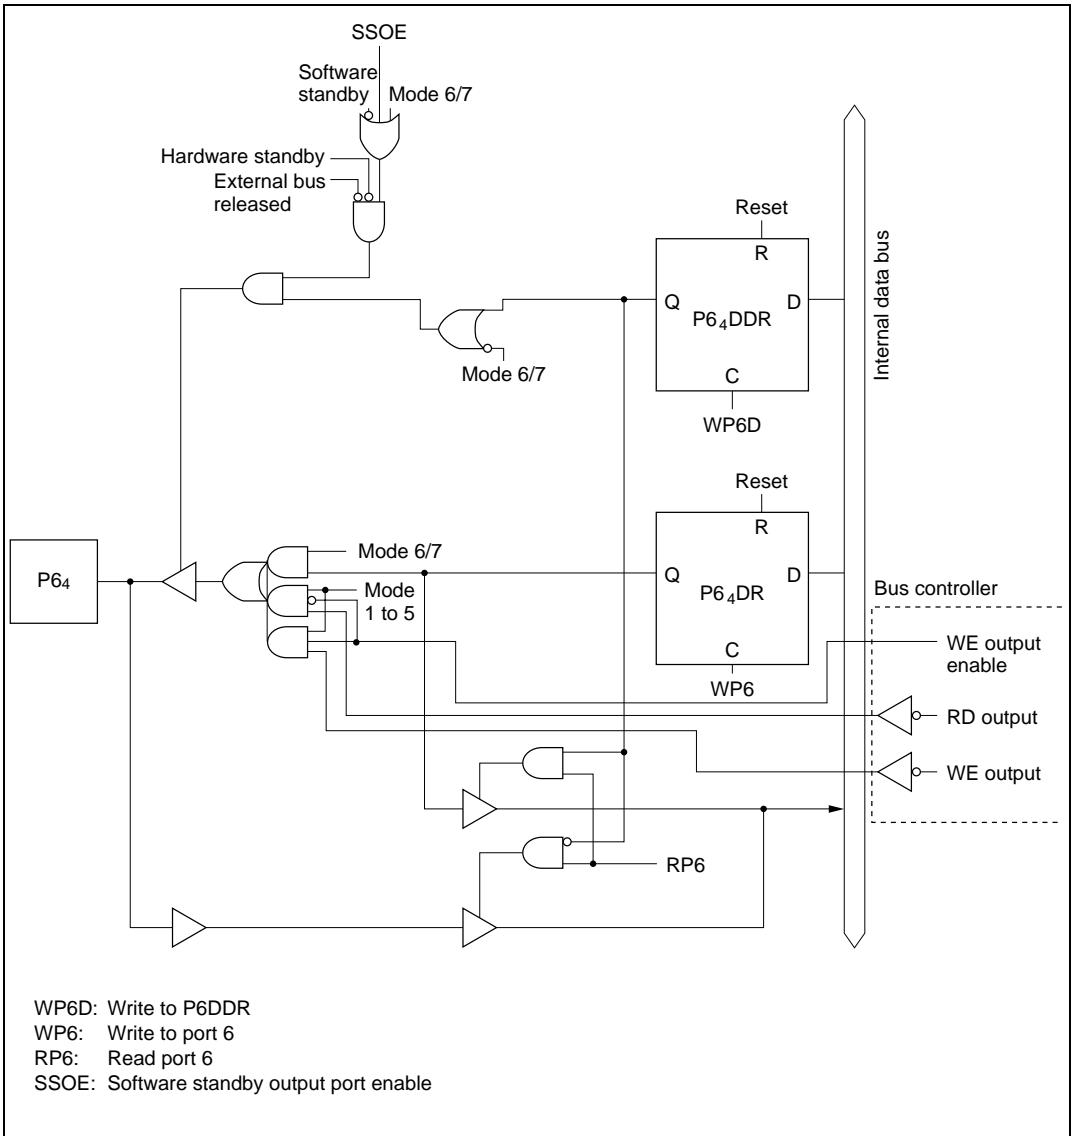 SSOE
Software
standby
Mode 6/7
Hardware standby
External bus
released
Reset
R
Q
D
P6₄DDR
C
WP6D
Mode 6/7
Internal data bus
Reset
R
Q
D
P6₄DR
C
WP6
P6₄
Mode 6/7
Mode
1 to 5
Bus controller
WE output
enable
RD output
WE output
RP6
WP6D: Write to P6DDR
WP6: Write to port 6
RP6: Read port 6
SSOE: Software standby output port enable